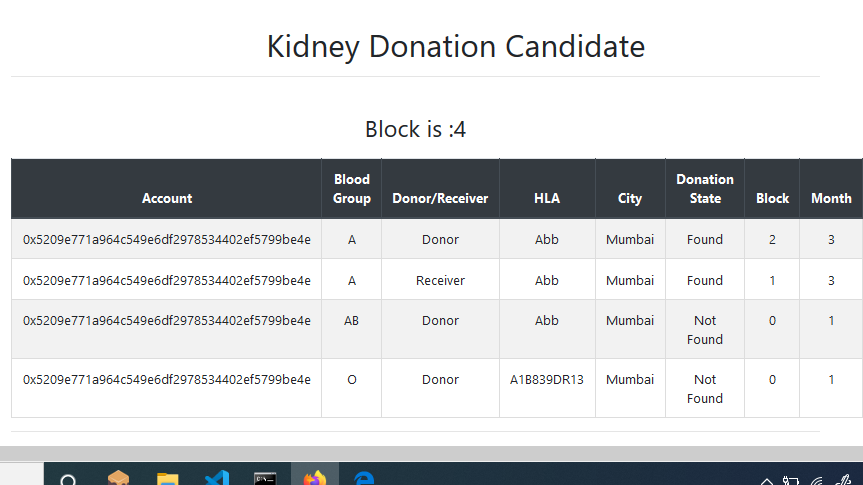 Kidney Donation Candidate
Block is :4
Account Blood Group Donor/Receiver HLA City Donation State Block Month
0x5209e771a964c549e6df2978534402ef5799be4e A Donor Abb Mumbai Found 2 3
0x5209e771a964c549e6df2978534402ef5799be4e A Receiver Abb Mumbai Found 1 3
0x5209e771a964c549e6df2978534402ef5799be4e AB Donor Abb Mumbai Not Found 0 1
0x5209e771a964c549e6df2978534402ef5799be4e O Donor A1B839DR13 Mumbai Not Found 0 1